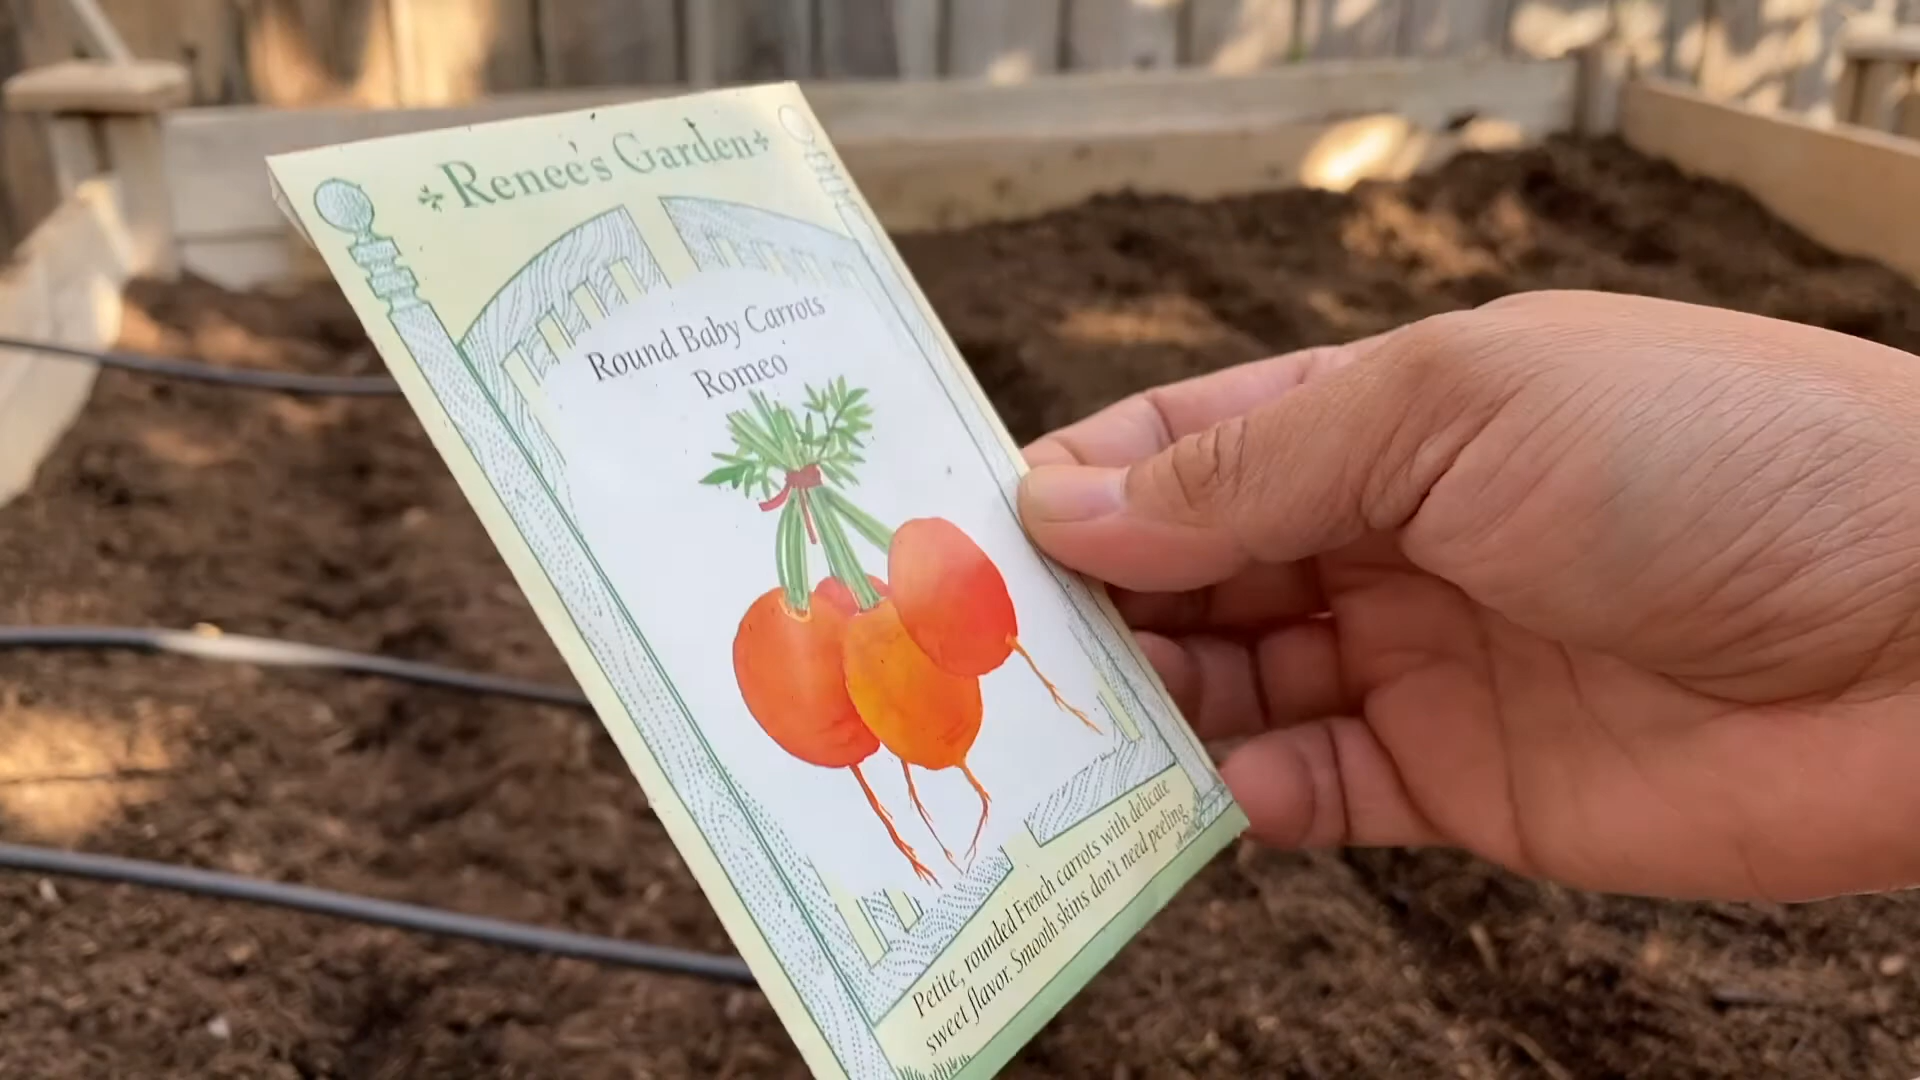 Renee's Garden
Round Baby Carrots
Romeo
Petite, rounded French carrots with delicate
sweet flavor. Smooth skins don't need peeling.